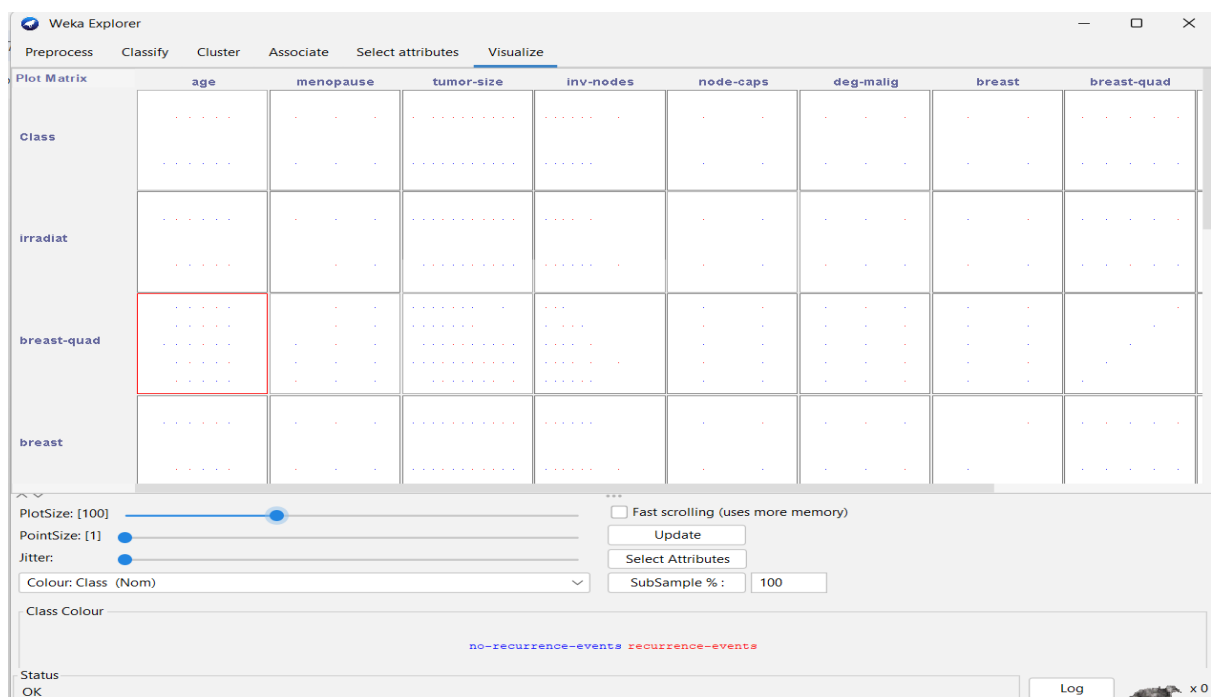 Weka Explorer
Preprocess Classify Cluster Associate Select attributes Visualize
Plot Matrix age menopause tumor-size inv-nodes node-caps deg-malig breast breast-quad
Class
irradiat
breast-quad
breast
PlotSize: [100]
Fast scrolling (uses more memory)
PointSize: [1]
Update
Jitter:
Select Attributes
Colour: Class (Nom)
SubSample % : 100
Class Colour
no-recurrence-events recurrence-events
Status
OK
Log
x 0